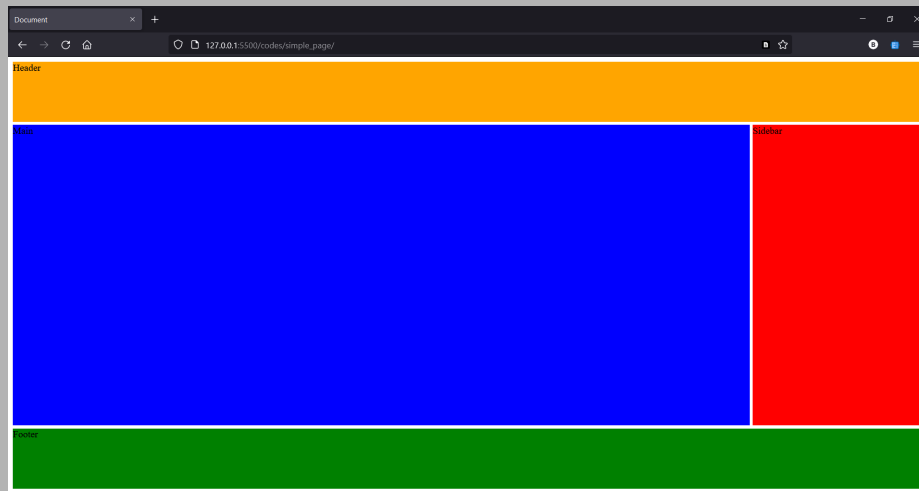 Document
127.0.0.1:5500/codes/simple_page/
Header
Main
Sidebar
Footer